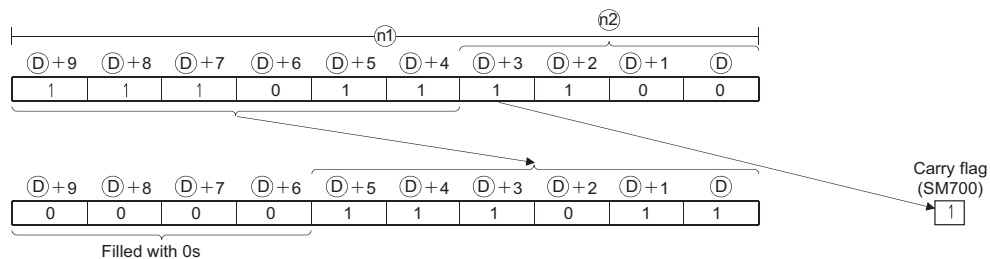 n2
n1
D+9 D+8 D+7 D+6 D+5 D+4 D+3 D+2 D+1 D
1 1 1 0 1 1 1 1 0 0
Carry flag
(SM700)
D+9 D+8 D+7 D+6 D+5 D+4 D+3 D+2 D+1 D
0 0 0 0 1 1 1 0 1 1
1
Filled with 0s